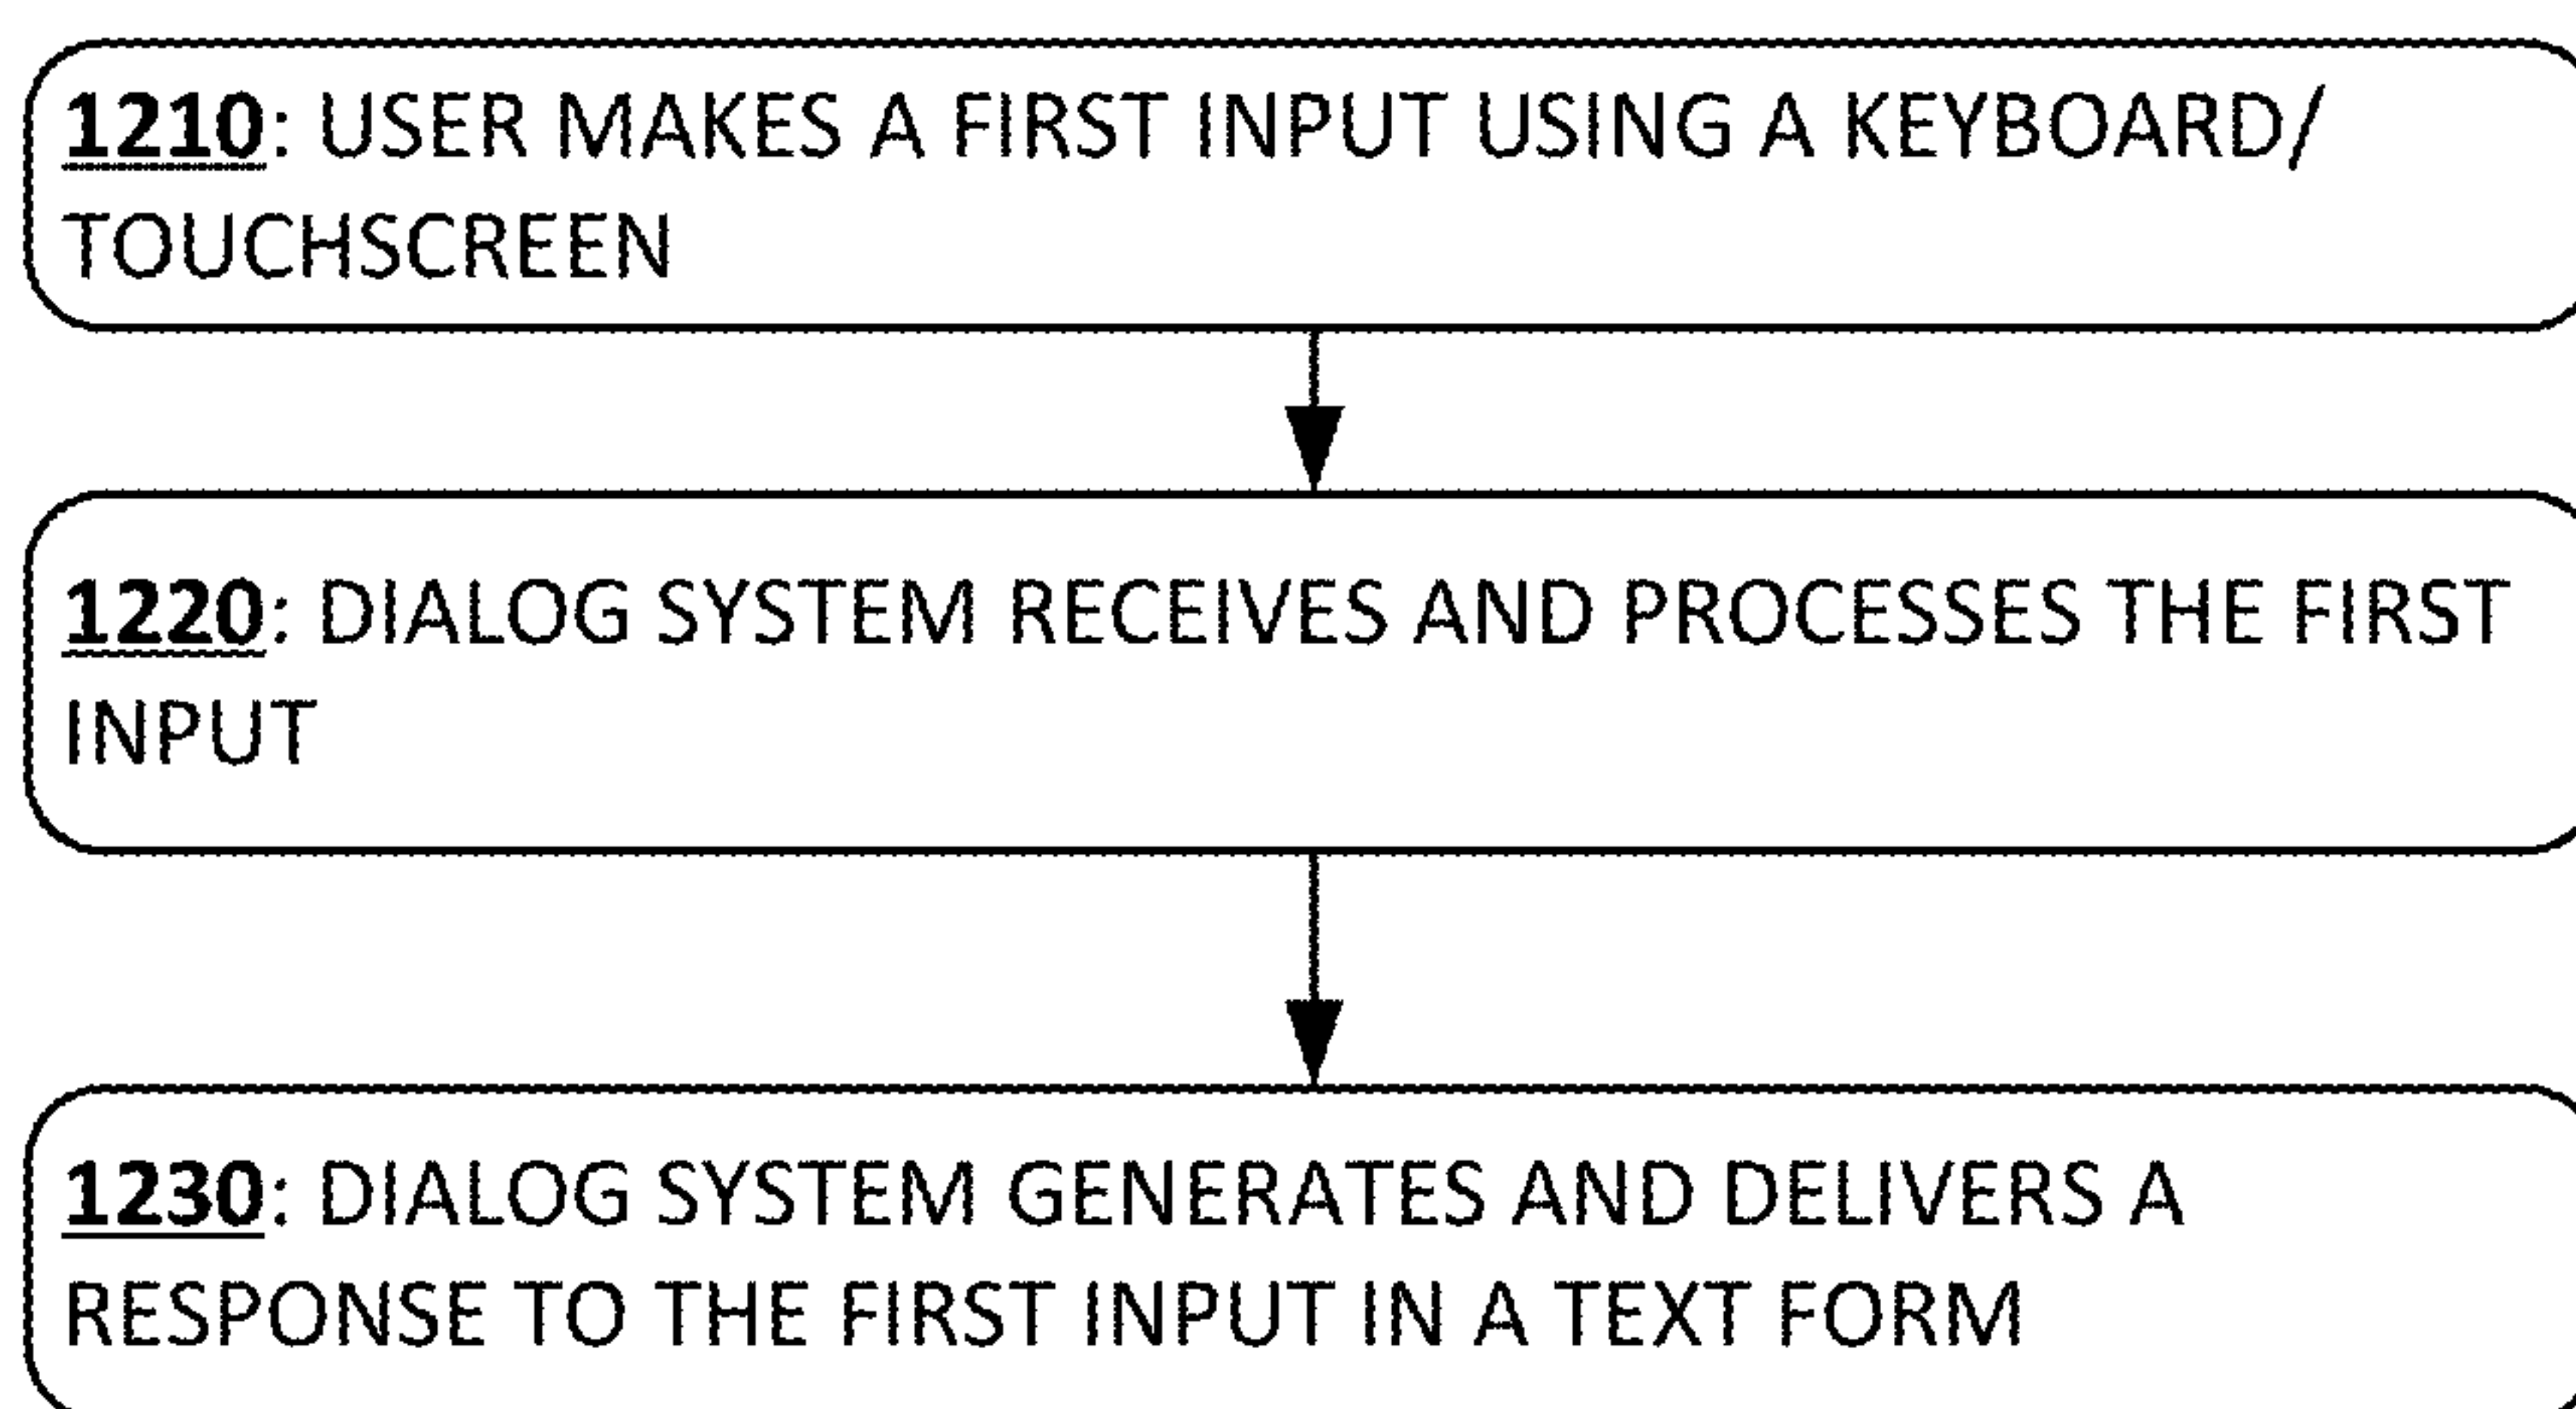 1210: USER MAKES A FIRST INPUT USING A KEYBOARD/
TOUCHSCREEN
1220: DIALOG SYSTEM RECEIVES AND PROCESSES THE FIRST
INPUT
1230: DIALOG SYSTEM GENERATES AND DELIVERS A
RESPONSE TO THE FIRST INPUT IN A TEXT FORM